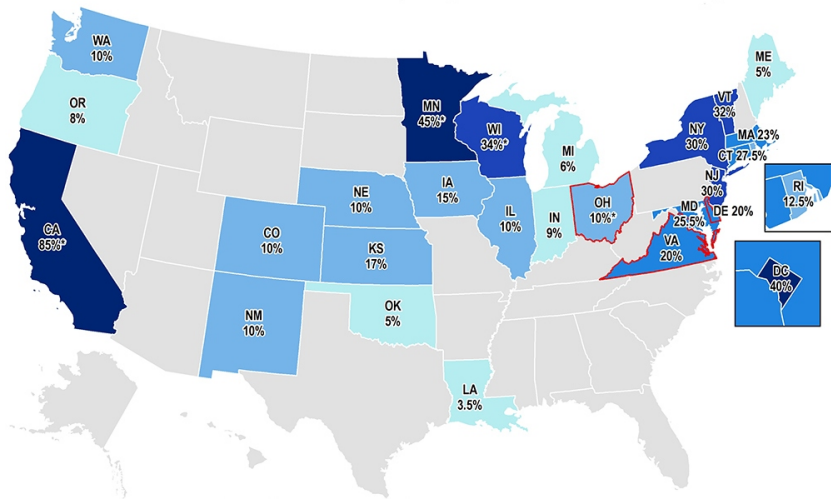 WA
10%
OR
8%
CA
85%*
MN
45%*
WI
34%*
MI
6%
ME
5%
VT
32%
NY
30%
MA 23%
CT 27.5%
NJ
30%
RI
12.5%
DE 20%
MD
25.5%
VA
20%
DC
40%
OH
10%*
IN
9%
IL
10%
IA
15%
NE
10%
KS
17%
CO
10%
NM
10%
OK
5%
LA
3.5%